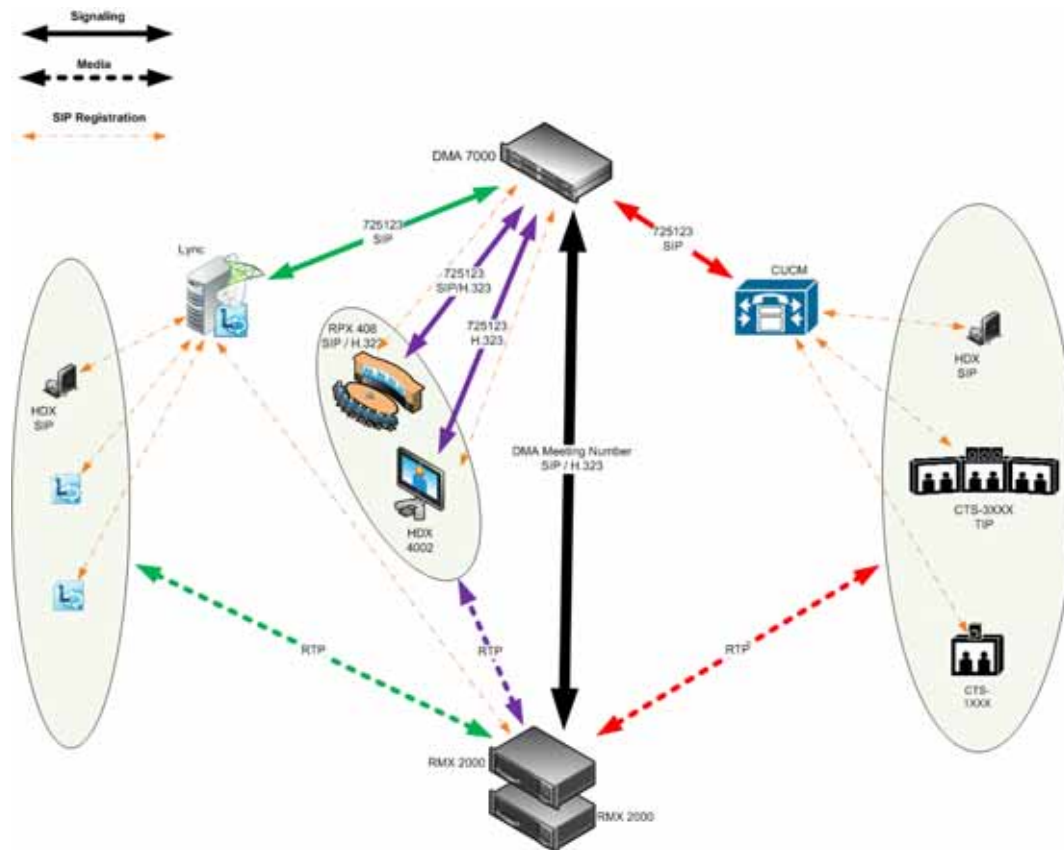 Signaling
Media
SIP Registration
DMA 7000
725123
SIP
725123
SIP
Lync
CUCM
725123
SIP/H.323
725123
H.323
RPX 408
SIP / H.323
HDX
SIP
HDX
SIP
HDX
4002
DMA Meeting Number
SIP / H.323
CTS-3XXX
TIP
RTP
RTP
RTP
CTS-
1XXX
RMX 2000
RMX 2000